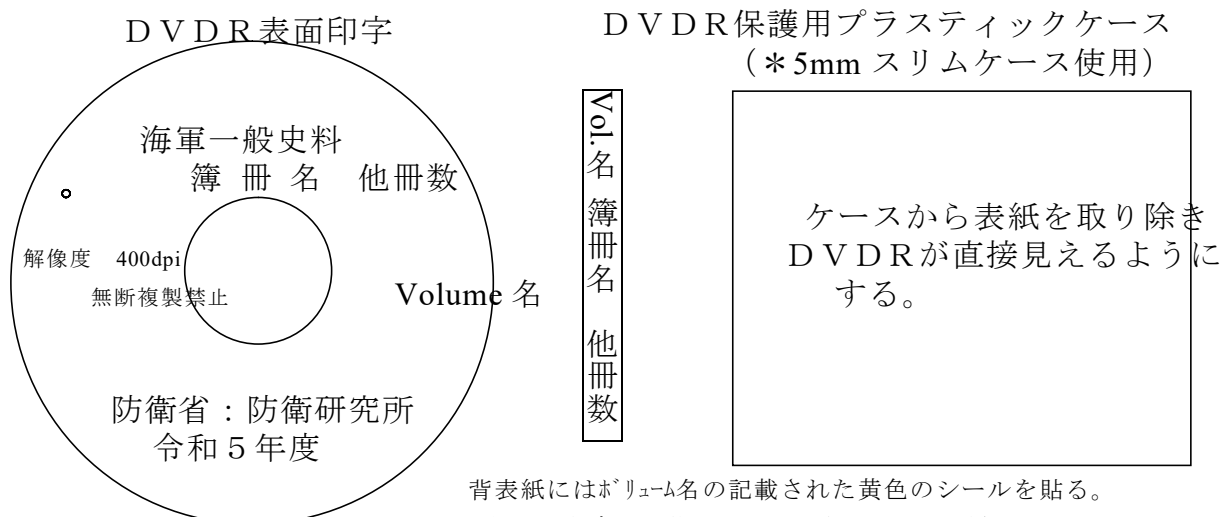 ＤＶＤＲ表面印字
海軍一般史料
簿 冊 名　他冊数
解像度　400dpi
無断複製禁止
Volume 名
防衛省：防衛研究所
令和５年度
Vol.名 簿冊名　他冊数
ＤＶＤＲ保護用プラスティックケース
（＊5mm スリムケース使用）
ケースから表紙を取り除き
ＤＶＤＲが直接見えるように
する。
背表紙にはﾎﾞﾘｭｰﾑ名の記載された黄色のシールを貼る。